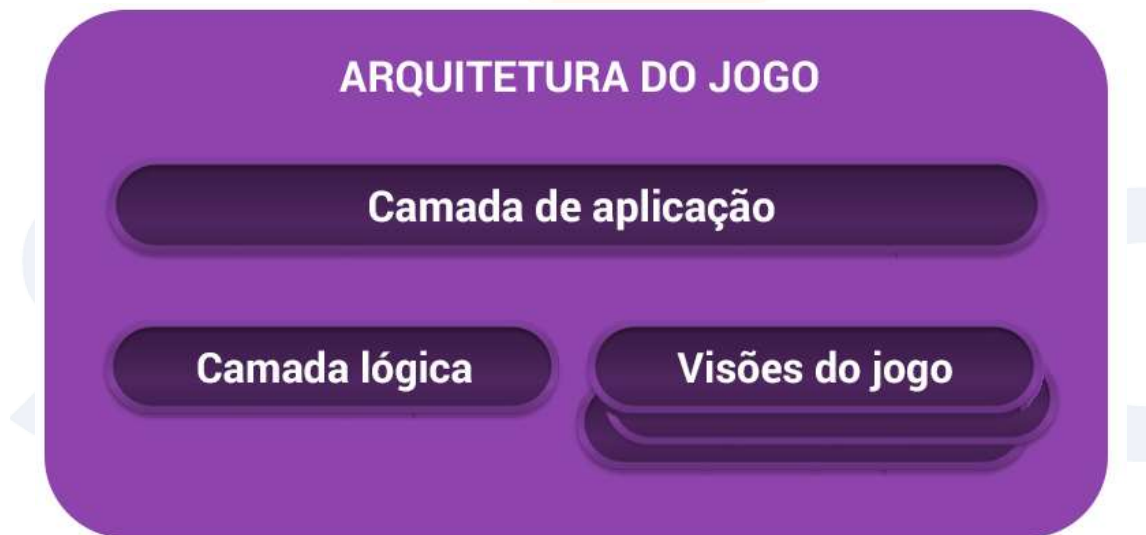 ARQUITETURA DO JOGO
Camada de aplicação
Camada lógica
Visões do jogo